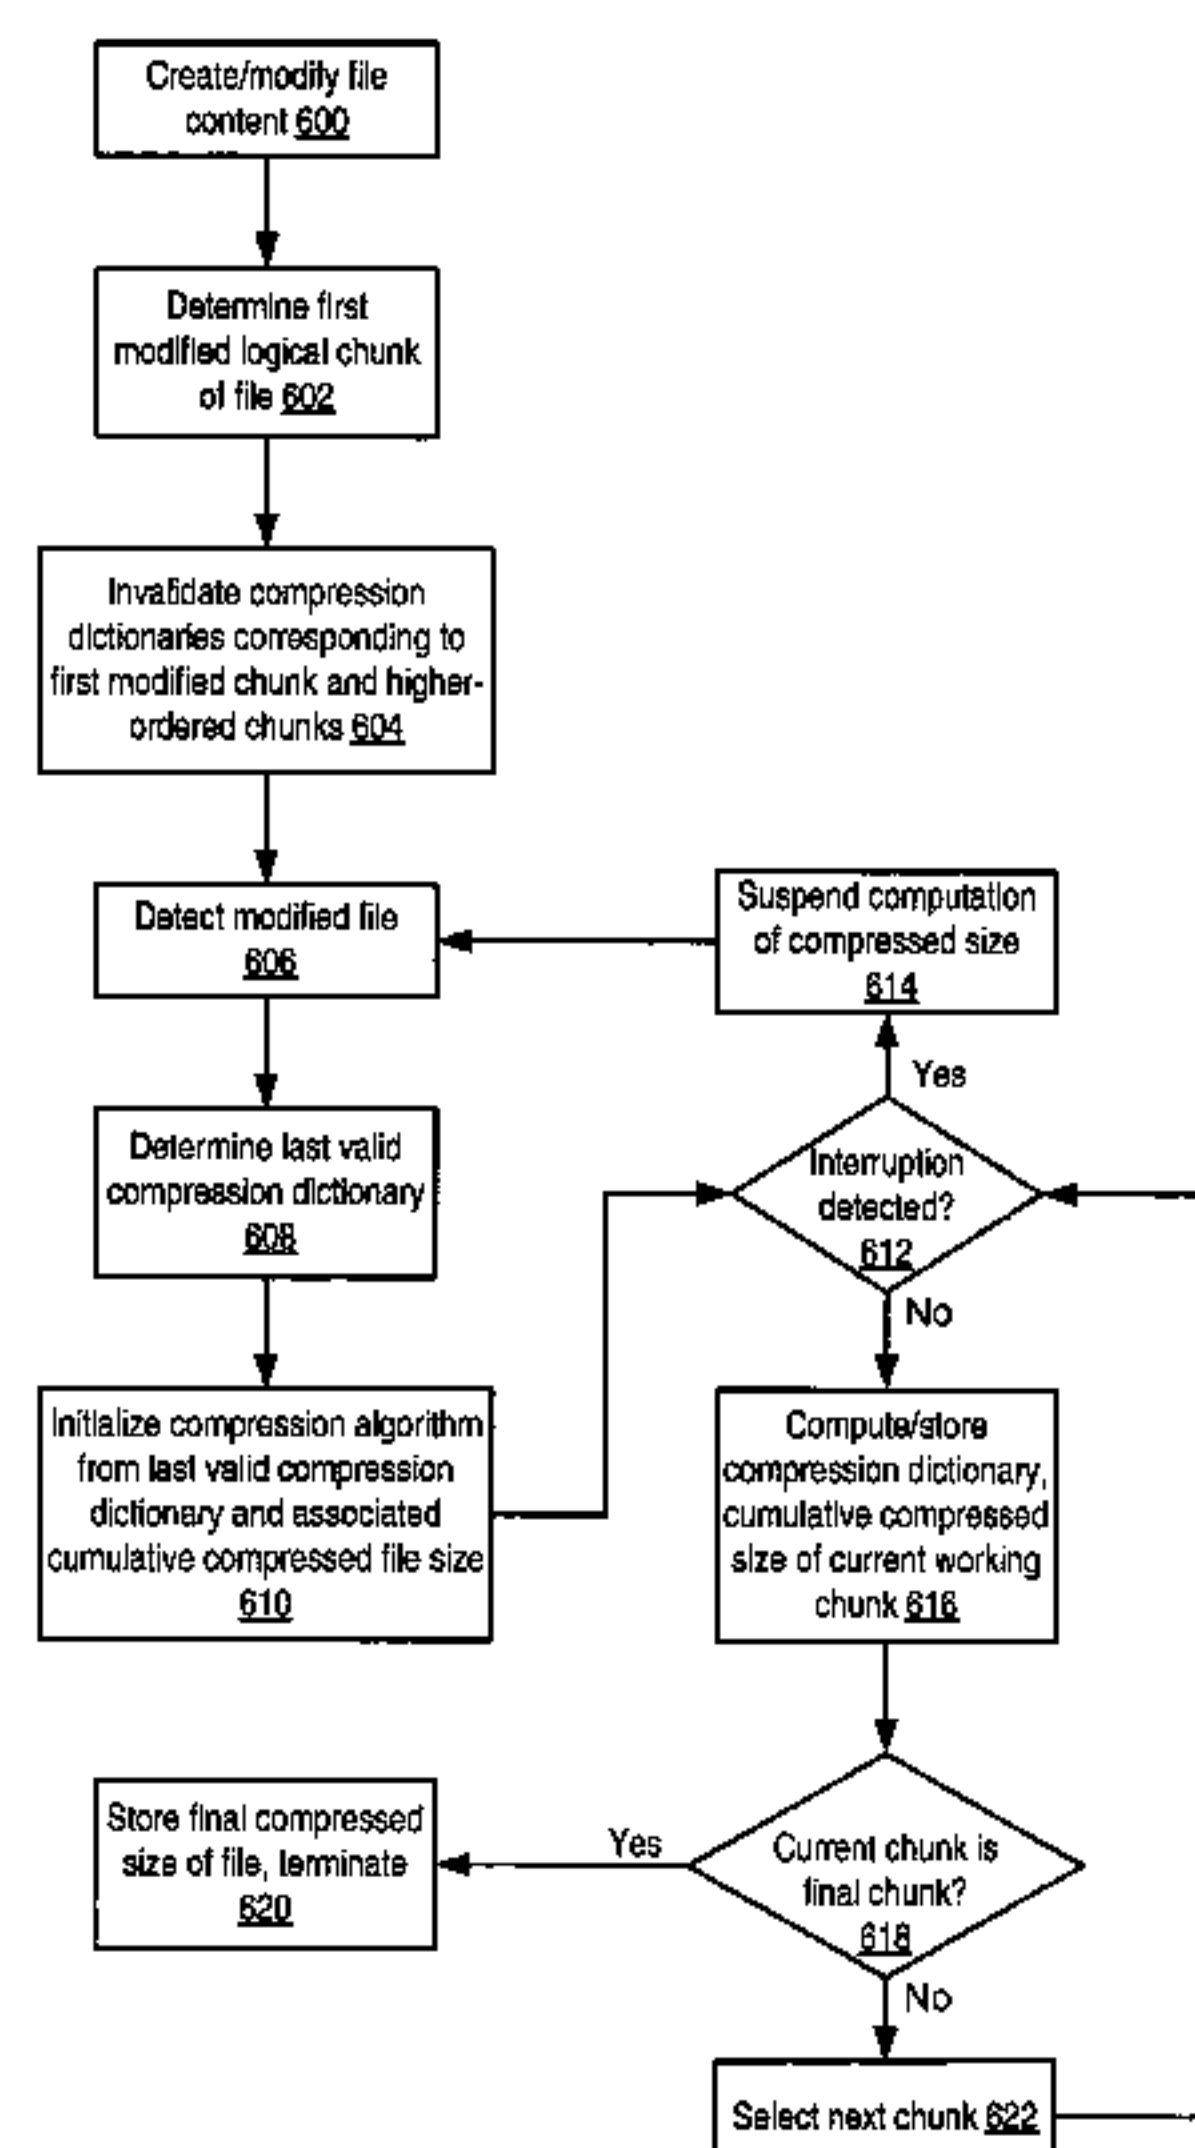 Create/modify file
content 600
Determine first
modified logical chunk
of file 602
Invalidate compression
dictionaries corresponding to
first modified chunk and higher-
ordered chunks 604
Detect modified file
606
Determine last valid
compression dictionary
608
Initialize compression algorithm
from last valid compression
dictionary and associated
cumulative compressed file size
610
Suspend computation
of compressed size
614
Yes
Interruption
detected?
612
No
Compute/store
compression dictionary,
cumulative compressed
size of current working
chunk 616
Current chunk is
final chunk?
618
Yes
Store final compressed
size of file, terminate
620
No
Select next chunk 622